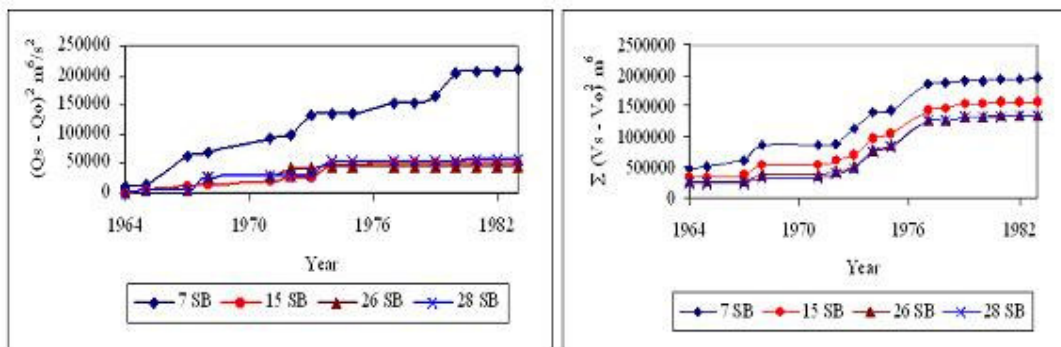 (Qs - Qo)² m⁶/s²
250000
200000
150000
100000
50000
0
1964 1970 1976 1982
Year
7 SB 15 SB 26 SB 28 SB
Σ (Vs - Vo)² m⁶
2500000
2000000
1500000
1000000
500000
0
1964 1970 1976 1982
Year
7 SB 15 SB 26 SB 28 SB